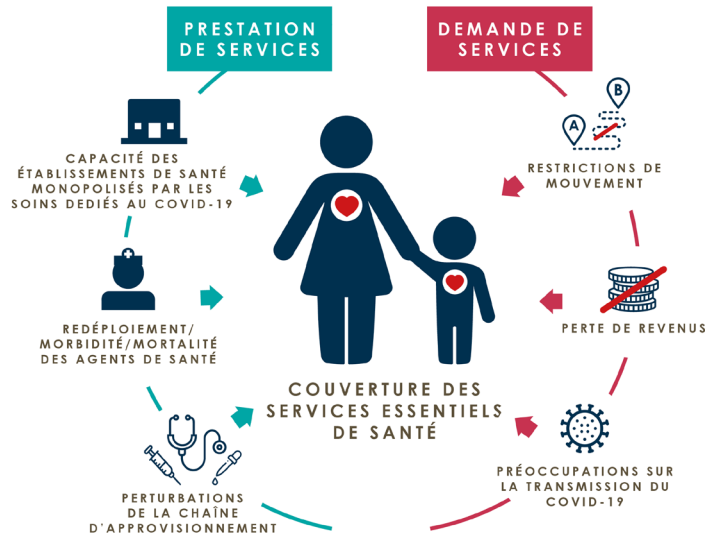 PRESTATION
DE SERVICES
DEMANDE DE
SERVICES
CAPACITÉ DES
ÉTABLISSEMENTS DE SANTÉ
MONOPOLISÉS PAR LES
SOINS DEDIÉS AU COVID-19
REDÉPLOIEMENT/
MORBIDITÉ/MORTALITÉ
DES AGENTS DE SANTÉ
PERTURBATIONS
DE LA CHAÎNE
D'APPROVISIONNEMENT
COUVERTURE DES
SERVICES ESSENTIELS
DE SANTÉ
B
A
RESTRICTIONS DE
MOUVEMENT
PERTE DE REVENUS
PRÉOCCUPATIONS SUR
LA TRANSMISSION DU
COVID-19